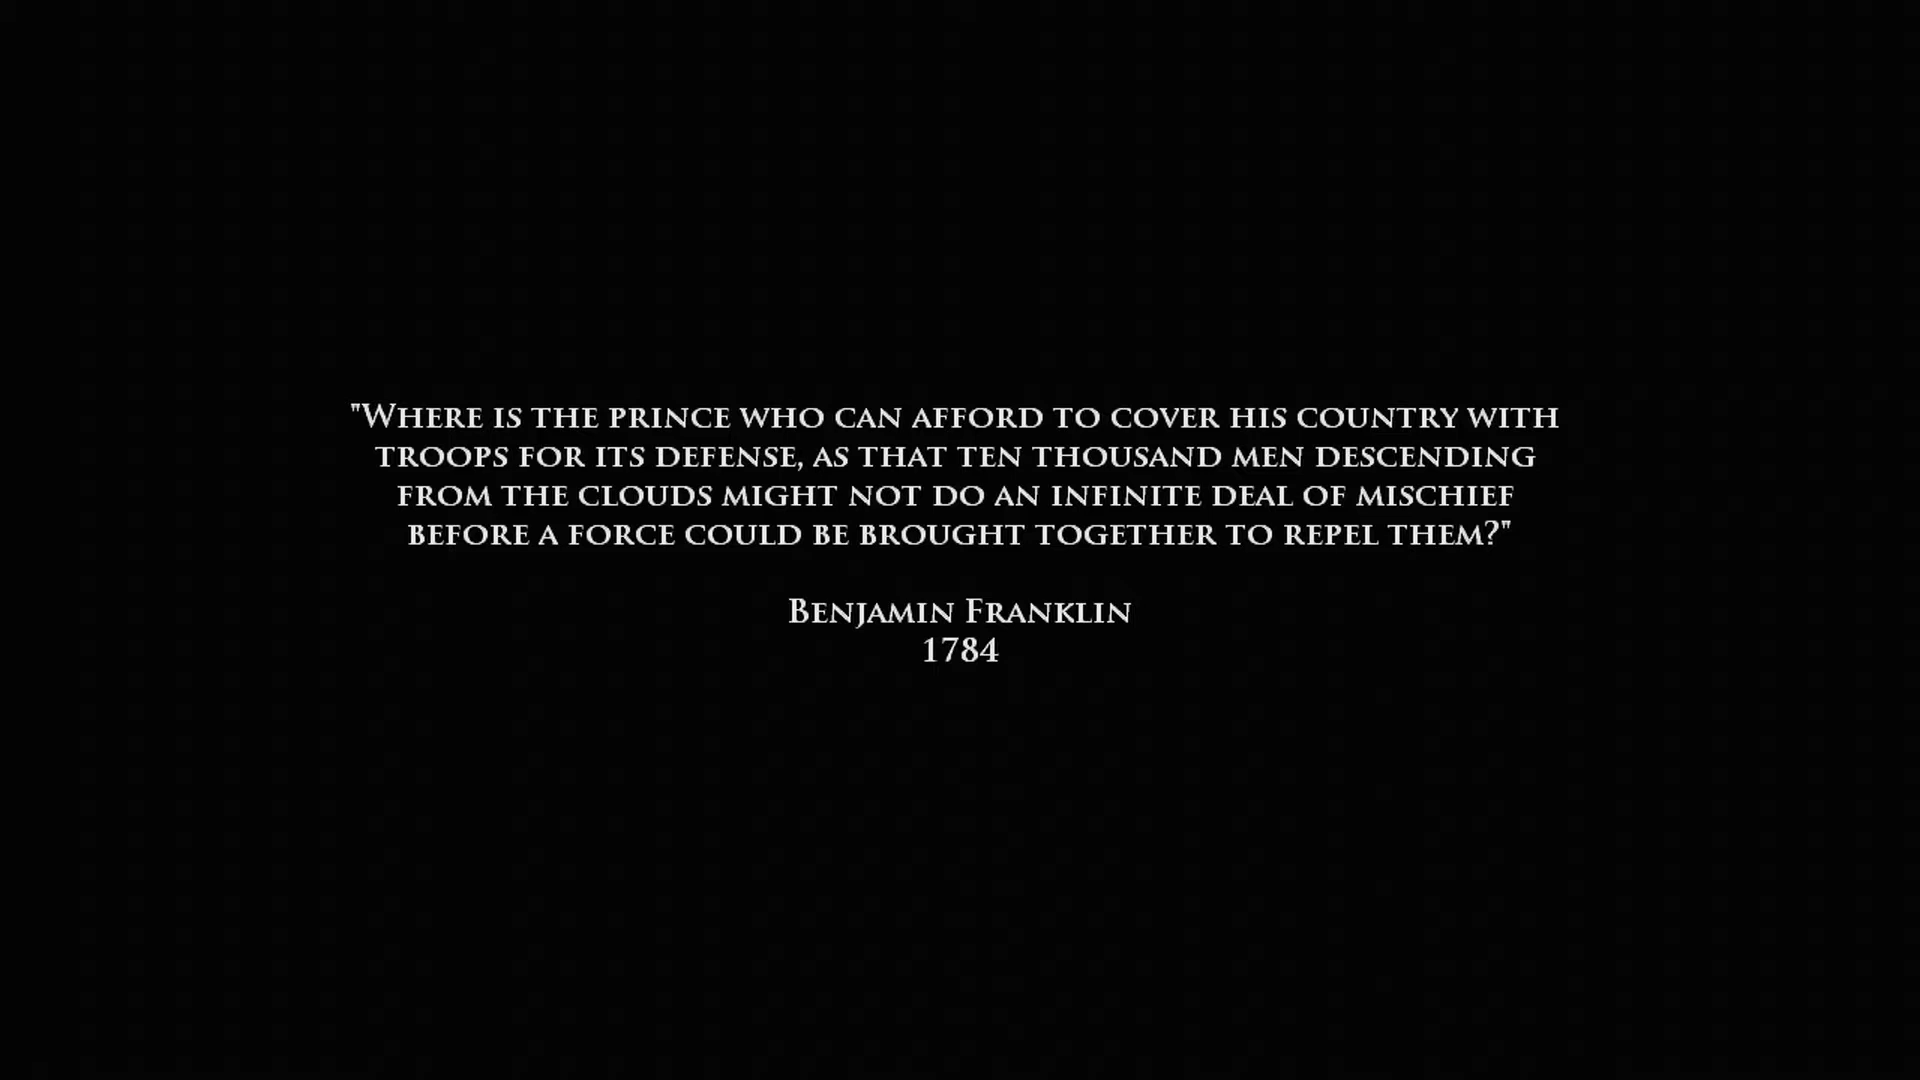 "Where is the prince who can afford to cover his country with
troops for its defense, as that ten thousand men descending
from the clouds might not do an infinite deal of mischief
before a force could be brought together to repel them?"
Benjamin Franklin
1784